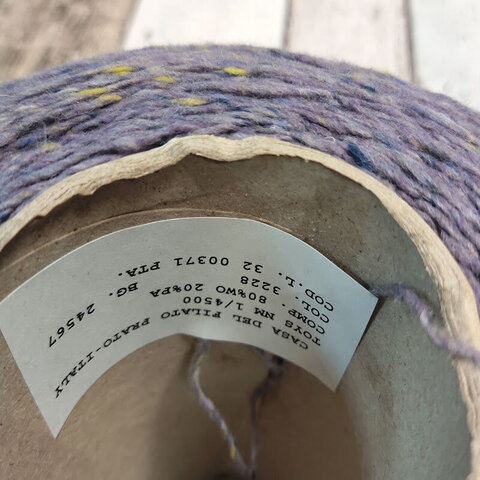 CASA DEL FILATO PRATO-ITALY
TOYS NM 1/4500
COMP. 80%WO 20%PA BG. 24567
COL. 3228
COD.L. 32 00371 PTA.